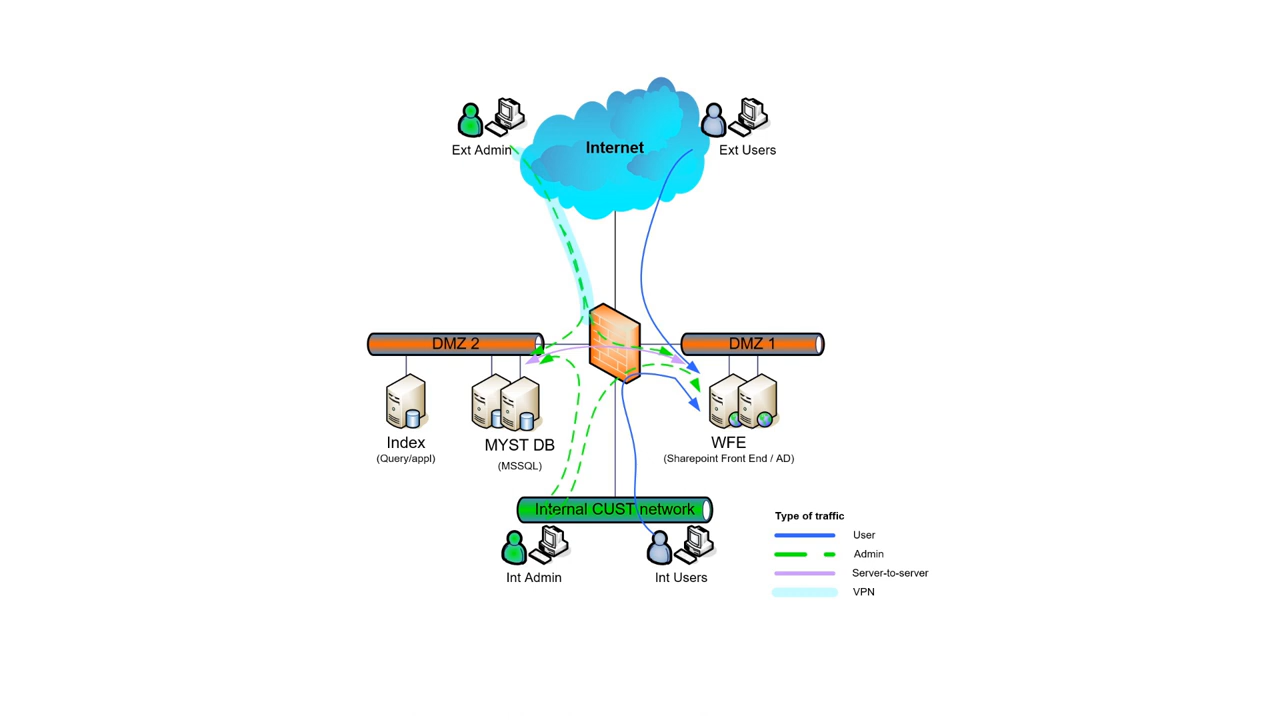 Internet
Ext Admin
Ext Users
DMZ 2
DMZ 1
Index
(Query/appl)
MYST DB
(MSSQL)
WFE
(Sharepoint Front End / AD)
Internal CUST network
Int Admin
Int Users
Type of traffic
User
Admin
Server-to-server
VPN